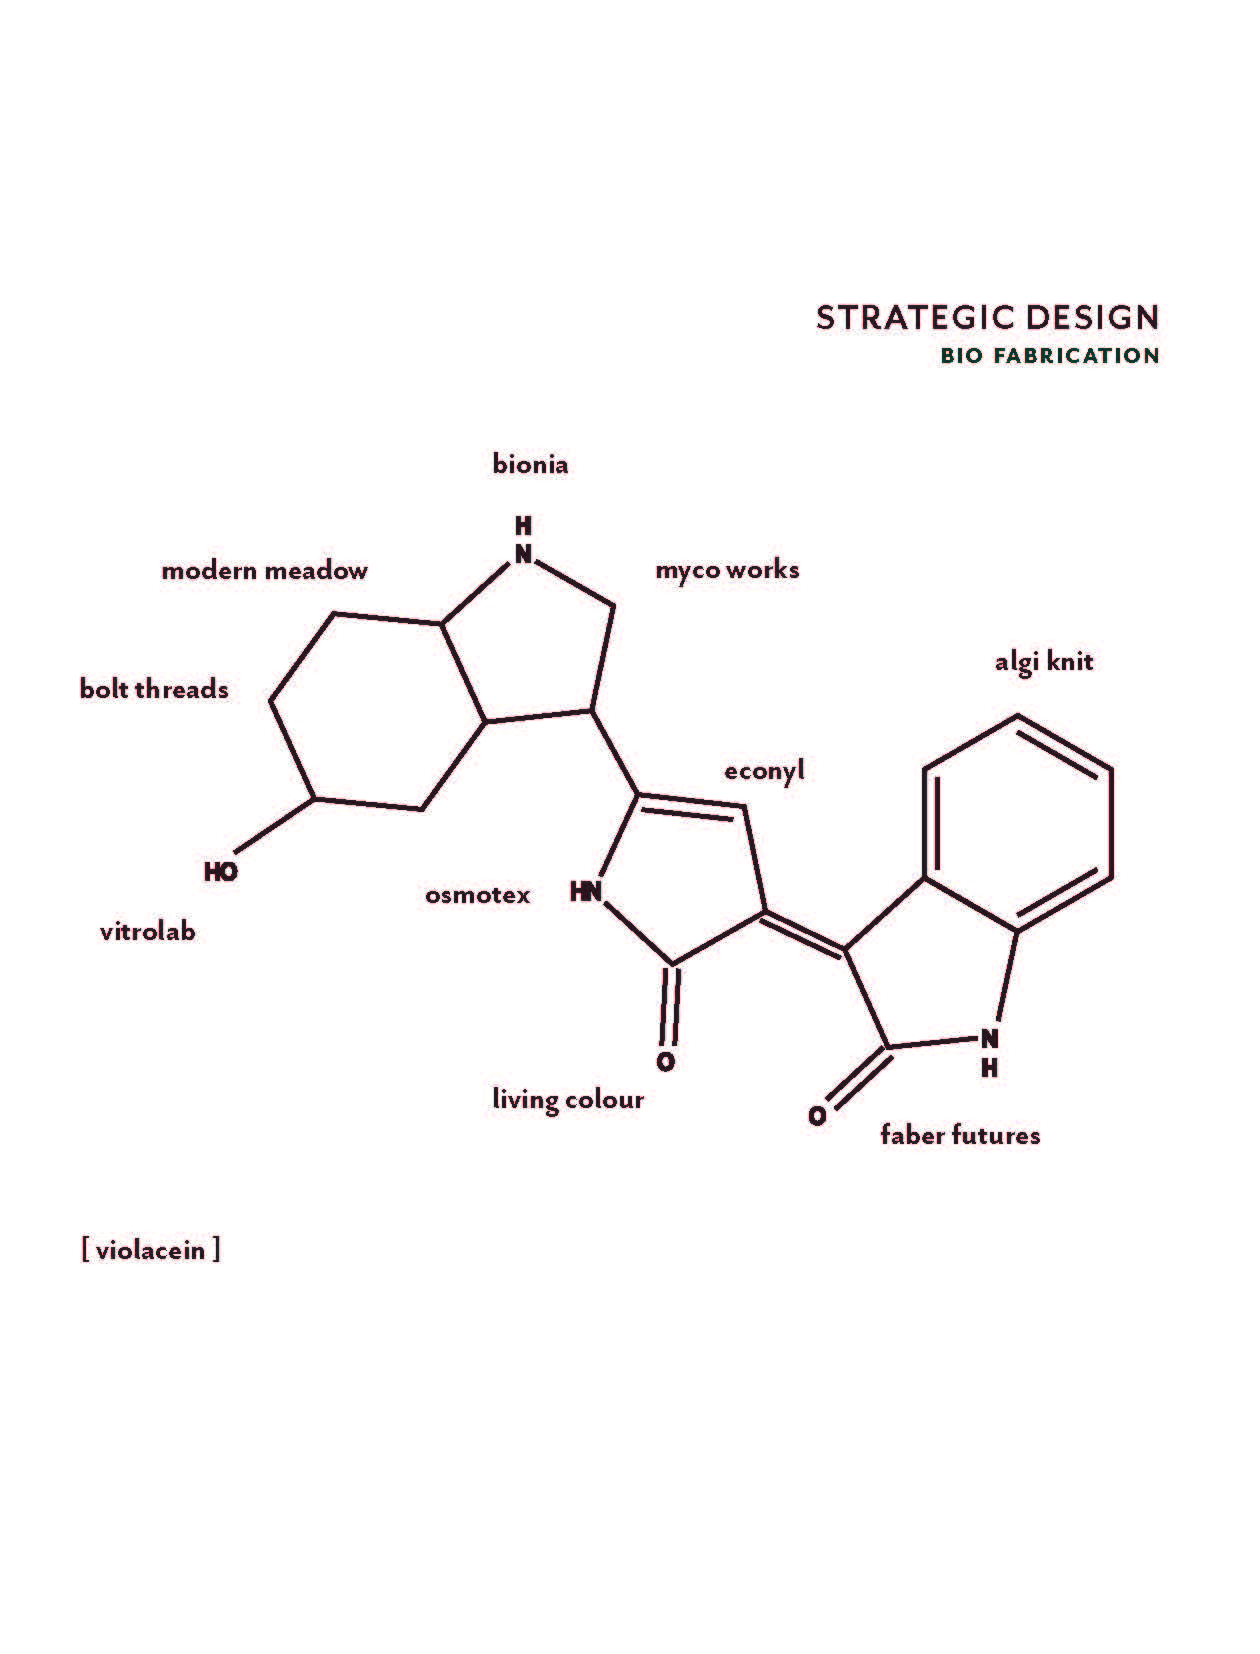 STRATEGIC DESIGN
BIO FABRICATION
bionia
H
N
modern meadow
myco works
algi knit
bolt threads
econyl
HO
osmotex
HN
vitrolab
N
H
O
living colour
O
faber futures
[ violacein ]